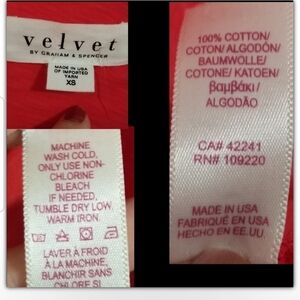 velvet
BY GRAHAM & SPENCER
MADE IN USA
OF IMPORTED
YARN
XS
MACHINE
WASH COLD,
ONLY USE NON-
CHLORINE
BLEACH
IF NEEDED,
TUMBLE DRY LOW,
WARM IRON.
LAVER À FROID
À LA MACHINE,
BLANCHIR SANS
CHLORE SI
100% COTTON/
COTON/ ALGODÓN/
BAUMWOLLE/
COTONE/ KATOEN/
βαμβάκι/
ALGODÃO
CA# 42241
RN# 109220
MADE IN USA
FABRIQUÉ EN USA
HECHO EN EE.UU.